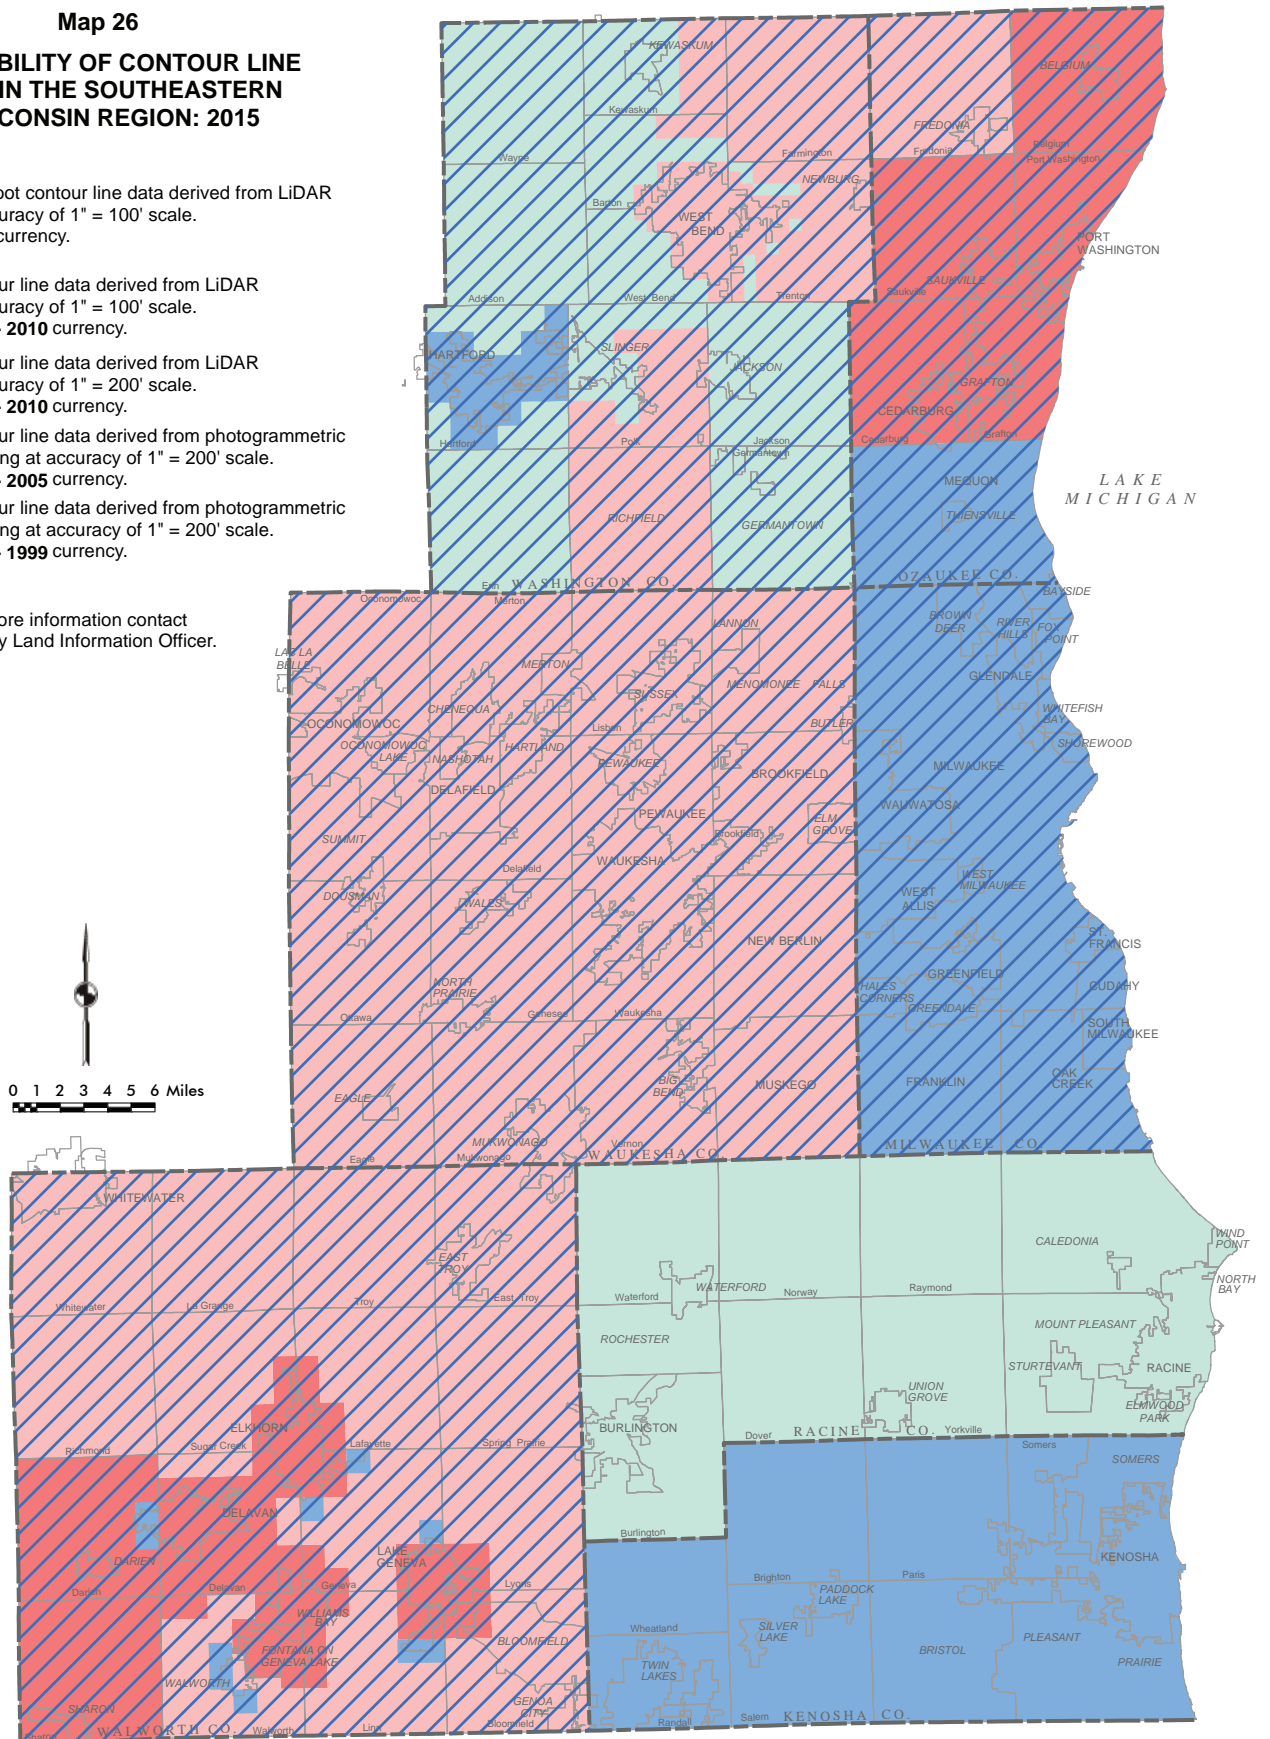 Map 26
BILITY OF CONTOUR LINE
IN THE SOUTHEASTERN
CONSIN REGION: 2015
oot contour line data derived from LiDAR
uracy of 1" = 100' scale.
currency.
ur line data derived from LiDAR
uracy of 1" = 100' scale.
- 2010 currency.
ur line data derived from LiDAR
uracy of 1" = 200' scale.
- 2010 currency.
ur line data derived from photogrammetric
ng at accuracy of 1" = 200' scale.
- 2005 currency.
ur line data derived from photogrammetric
ng at accuracy of 1" = 200' scale.
- 1999 currency.
ore information contact
y Land Information Officer.
0 1 2 3 4 5 6 Miles
KEWASKUM
Kewaskum
Wayne
Farmington
NEWBURG
Barton
WEST
BEND
Addison
West Bend
Trenton
BELGIUM
FREDONIA
Fredonia
Belgium
Port Washington
PORT
WASHINGTON
SAUKVILLE
Saukville
GRAFTON
CEDARBURG
Cedarburg
Grafton
HARTFORD
SLINGER
JACKSON
Hartford
Polk
Jackson
Germantown
RICHFIELD
GERMANTOWN
Erin
WASHINGTON CO.
MEQUON
THIENSVILLE
OZAUKEE CO.
LAKE
MICHIGAN
Oconomowoc
Merton
LAC LA
BELLE
MERTON
LANNON
SUSSEX
MENOMONEE FALLS
CHENEQUA
OCONOMOWOC
Lisbon
BUTLER
OCONOMOWOC
LAKE
NASHOTAH
HARTLAND
PEWAUKEE
BROOKFIELD
DELAFIELD
PEWAUKEE
ELM
GROVE
Brookfield
SUMMIT
WAUKESHA
Delafield
DOUSMAN
WALES
NEW BERLIN
NORTH
PRAIRIE
Ottawa
Genesee
Waukesha
BIG
BEND
MUSKEGO
EAGLE
MUKWONAGO
Vernon
Eagle
Mukwonago
WAUKESHA CO.
BAYSIDE
BROWN
DEER
RIVER
HILLS
FOX
POINT
GLENDALE
WHITEFISH
BAY
SHOREWOOD
MILWAUKEE
WAUWATOSA
WEST
MILWAUKEE
WEST
ALLIS
ST.
FRANCIS
GREENFIELD
CUDAHY
HALES
CORNERS
GREENDALE
SOUTH
MILWAUKEE
FRANKLIN
OAK
CREEK
MILWAUKEE CO.
WHITEWATER
EAST
TROY
Whitewater
La Grange
Troy
East Troy
ELKHORN
Richmond
Sugar Creek
Lafayette
Spring Prairie
DELAVAN
LAKE
GENEVA
DARIEN
Darien
Delavan
Geneva
Lyons
WILLIAMS
BAY
FONTANA ON
GENEVA LAKE
BLOOMFIELD
WALWORTH
SHARON
GENOA
CITY
WALWORTH CO.
Walworth
Linn
Bloomfield
CALEDONIA
WIND
POINT
NORTH
BAY
WATERFORD
Waterford
Norway
Raymond
ROCHESTER
MOUNT PLEASANT
STURTEVANT
RACINE
UNION
GROVE
ELMWOOD
PARK
BURLINGTON
Dover
RACINE CO.
Yorkville
Burlington
Somers
SOMERS
KENOSHA
Brighton
Paris
PADDOCK
LAKE
SILVER
LAKE
Wheatland
TWIN
LAKES
BRISTOL
PLEASANT
PRAIRIE
Randall
Salem
KENOSHA CO.